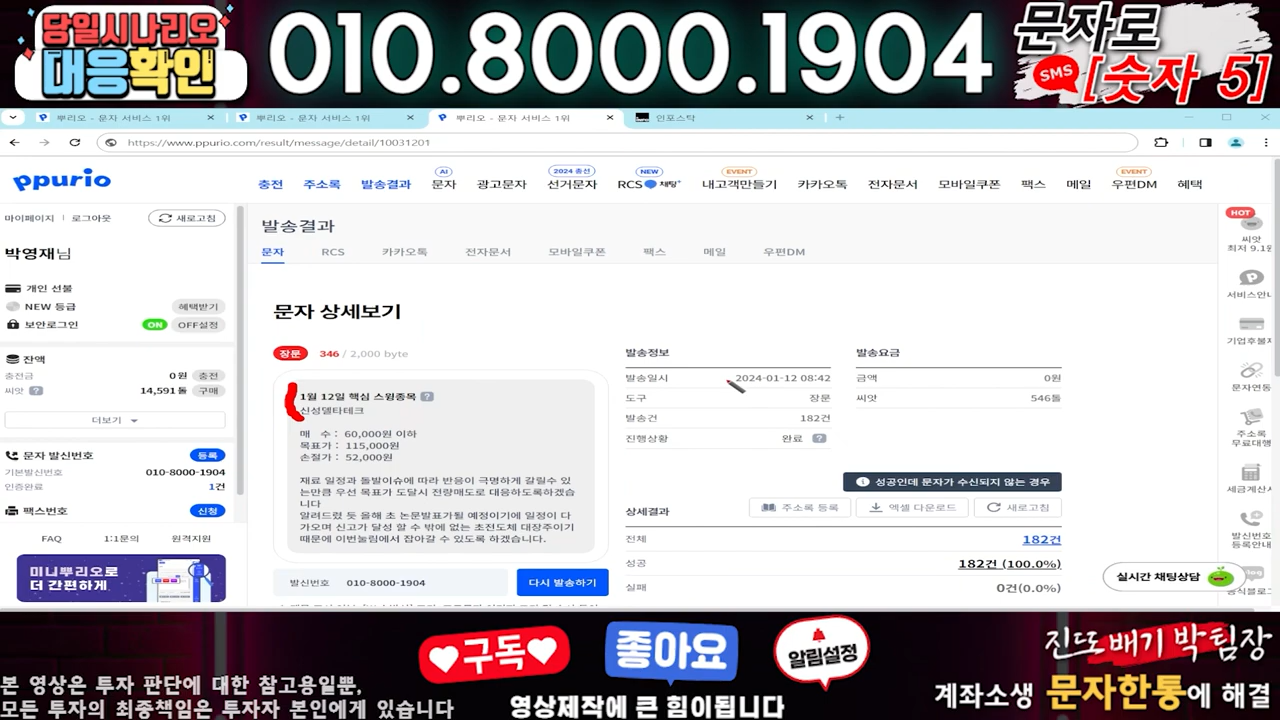 당일시나리오
대응확인
010.8000.1904
문자로
SMS
[숫자 5]
뿌리오 - 문자 서비스 1위
뿌리오 - 문자 서비스 1위
뿌리오 - 문자 서비스 1위
인포스탁
https://www.ppurio.com/result/message/detail/10031201
ppurio
충전
주소록
발송결과
AI
문자
광고문자
2024 총선
선거문자
NEW
RCS 채팅+
EVENT
내고객만들기
카카오톡
전자문서
모바일쿠폰
팩스
메일
EVENT
우편DM
혜택
마이페이지 | 로그아웃
새로고침
박영재님
개인 선불
NEW 등급
혜택받기
보안로그인
ON
OFF설정
잔액
충전금
0원
충전
씨앗 ?
14,591톨
구매
더보기
문자 발신번호
등록
기본발신번호
010-8000-1904
인증완료
1건
팩스번호
신청
FAQ
1:1문의
원격지원
미니뿌리오로
더 간편하게
발송결과
문자
RCS
카카오톡
전자문서
모바일쿠폰
팩스
메일
우편DM
문자 상세보기
장문
346 / 2,000 byte
1월 12일 핵심 스윙종목 ?
신성델타테크
매 수 : 60,000원 이하
목표가 : 115,000원
손절가 : 52,000원
재료 일정과 돌발이슈에 따라 반응이 극명하게 갈릴수 있
는만큼 우선 목표가 도달시 전량매도로 대응하도록하겠습
니다
알려드렸 듯 올해 초 논문발표가될 예정이기에 일정이 다
가오며 신고가 달성 할 수 밖에 없는 초전도체 대장주이기
때문에 이번눌림에서 잡아갈 수 있도록 하겠습니다.
발신번호
010-8000-1904
다시 발송하기
발송정보
발송일시
2024-01-12 08:42
도구
장문
발송건
182건
진행상황
완료 ?
발송요금
금액
0원
씨앗
546톨
성공인데 문자가 수신되지 않는 경우
상세결과
주소록 등록
엑셀 다운로드
새로고침
전체
182건
성공
182건 (100.0%)
실패
0건(0.0%)
HOT
씨앗
최저 9.1원
서비스안내
기업후불제
문자연동
주소록
무료대행
세금계산서
발신번호
등록안내
공식블로그
실시간 채팅상담
구독
좋아요
알림설정
진또배기 박팀장
본 영상은 투자 판단에 대한 참고용일뿐,
모든 투자의 최종책임은 투자자 본인에게 있습니다
영상제작에 큰 힘이됩니다
계좌소생 문자한통에 해결